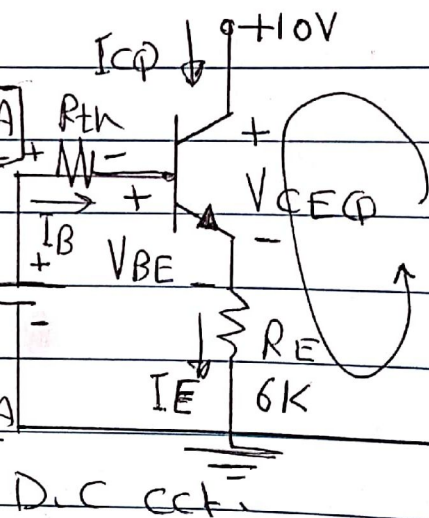 +10V
ICQ
A
Rth
+ -
+
+
VCEQ
IB
+
VBE
-
-
-
RE
IE
6K
A
D.C cct.